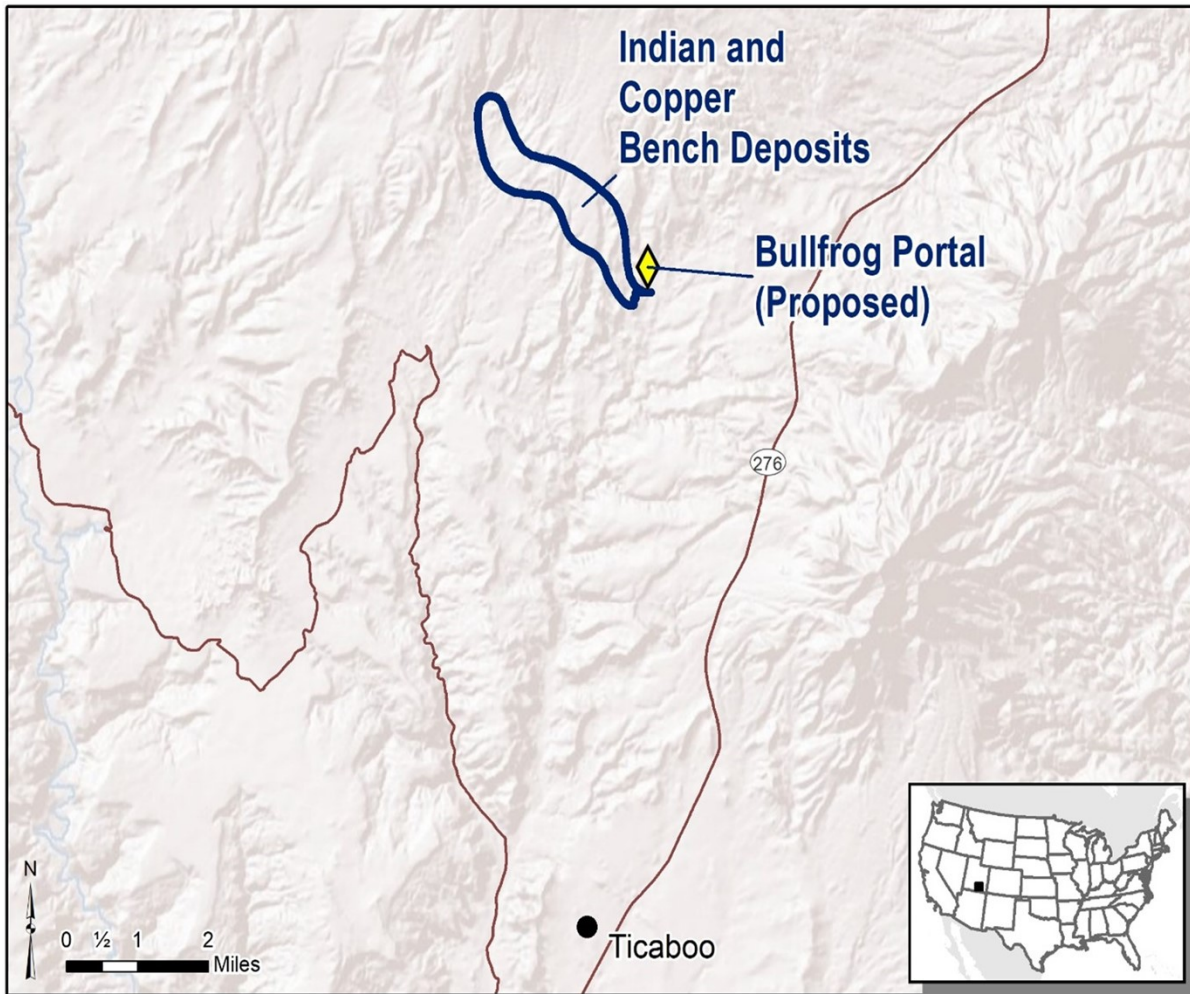 Indian and
Copper
Bench Deposits
Bullfrog Portal
(Proposed)
276
N
0 ½ 1 2
Miles
Ticaboo